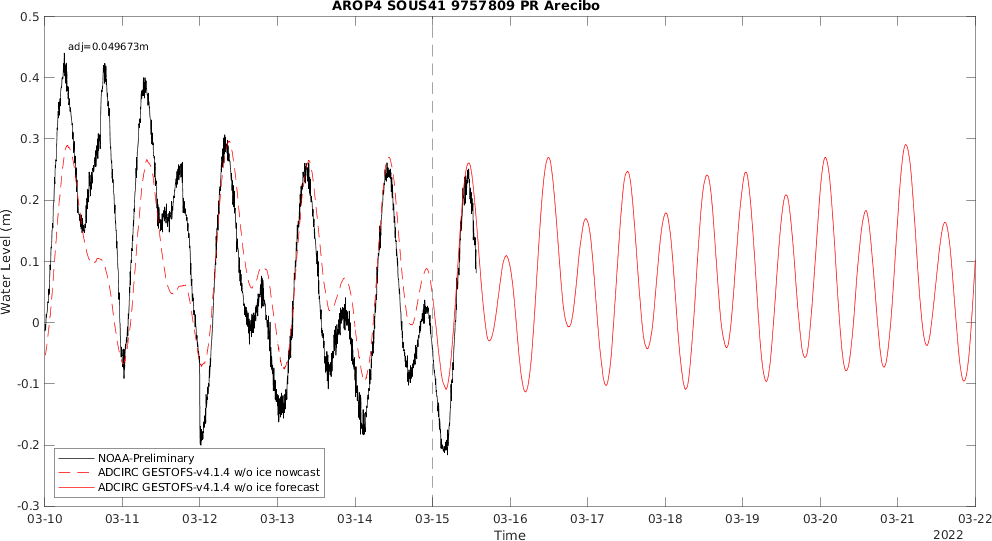 AROP4 SOUS41 9757809 PR Arecibo
adj=0.049673m
0.5
0.4
0.3
0.2
0.1
0
-0.1
-0.2
-0.3
Water Level (m)
NOAA-Preliminary
ADCIRC GESTOFS-v4.1.4 w/o ice nowcast
ADCIRC GESTOFS-v4.1.4 w/o ice forecast
03-10 03-11 03-12 03-13 03-14 03-15 03-16 03-17 03-18 03-19 03-20 03-21 03-22
Time
2022